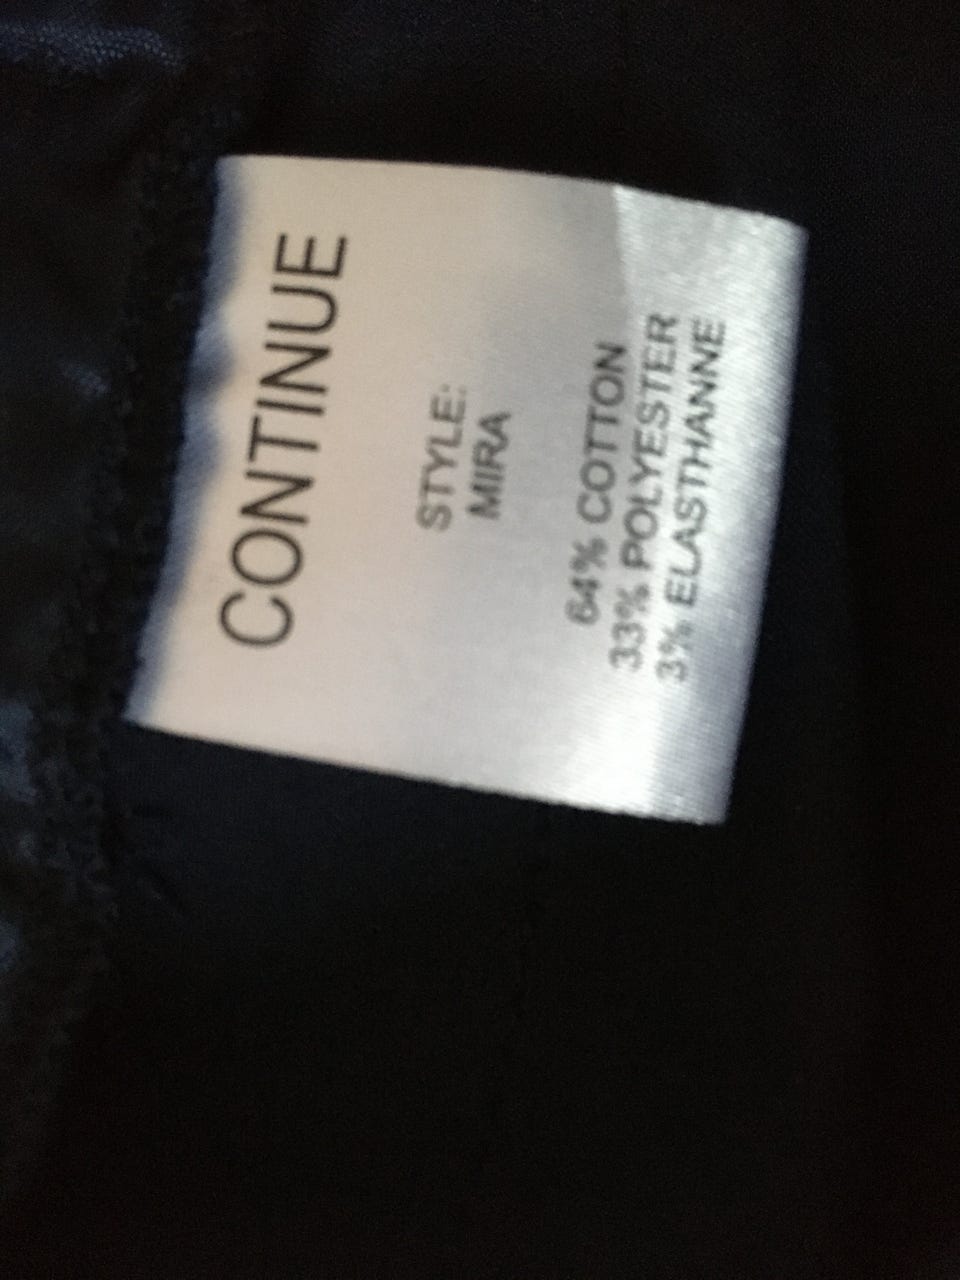 CONTINUE
STYLE:
MIRA
64% COTTON
33% POLYESTER
3% ELASTHANNE